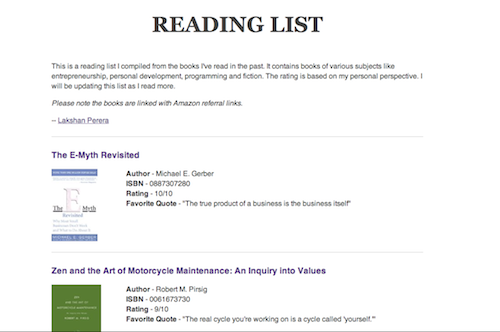 READING LIST
This is a reading list I compiled from the books I've read in the past. It contains books of various subjects like
entrepreneurship, personal development, programming and fiction. The rating is based on my personal perspective. I
will be updating this list as I read more.
Please note the books are linked with Amazon referral links.
– Lakshan Perera
The E-Myth Revisited
The E Myth
Revisited
Author - Michael E. Gerber
ISBN - 0887307280
Rating - 10/10
Favorite Quote - "The true product of a business is the business itself"
Zen and the Art of Motorcycle Maintenance: An Inquiry into Values
Author - Robert M. Pirsig
ISBN - 0061673730
Rating - 9/10
Favorite Quote - "The real cycle you're working on is a cycle called 'yourself.'"